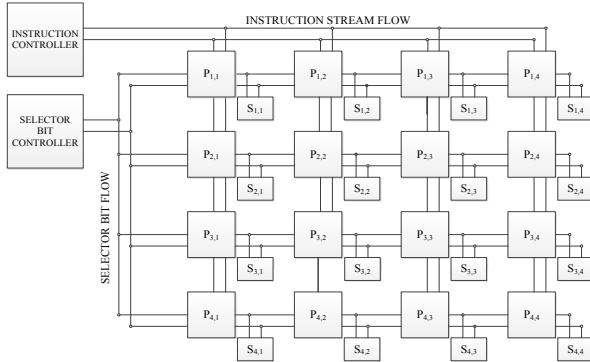 INSTRUCTION STREAM FLOW
INSTRUCTION
CONTROLLER
P1,1 P1,2 P1,3 P1,4
S1,1 S1,2 S1,3 S1,4
SELECTOR
BIT
CONTROLLER
P2,1 P2,2 P2,3 P2,4
S2,1 S2,2 S2,3 S2,4
SELECTOR BIT FLOW
P3,1 P3,2 P3,3 P3,4
S3,1 S3,2 S3,3 S3,4
P4,1 P4,2 P4,3 P4,4
S4,1 S4,2 S4,3 S4,4